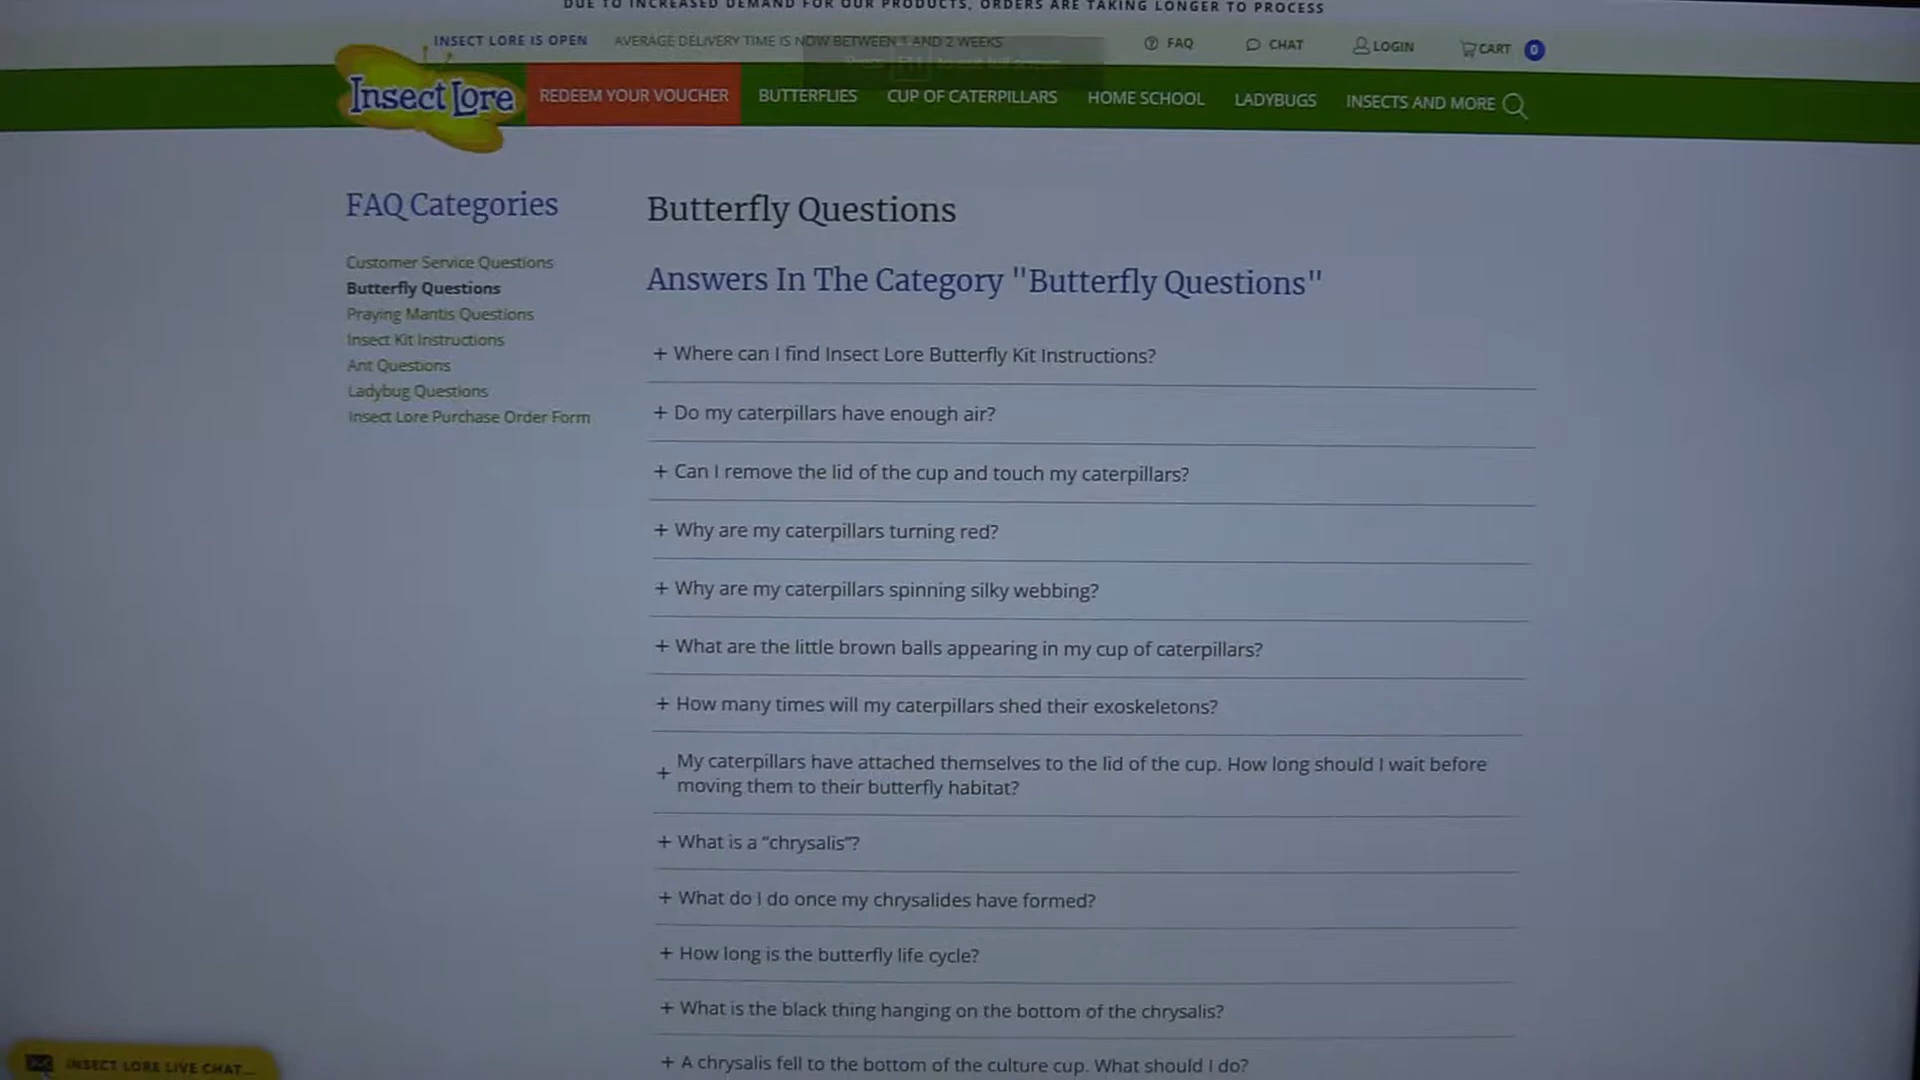 DUE TO INCREASED DEMAND FOR OUR PRODUCTS, ORDERS ARE TAKING LONGER TO PROCESS
INSECT LORE IS OPEN AVERAGE DELIVERY TIME IS NOW BETWEEN 1 AND 2 WEEKS FAQ CHAT LOGIN CART 0
Insect Lore REDEEM YOUR VOUCHER BUTTERFLIES CUP OF CATERPILLARS HOME SCHOOL LADYBUGS INSECTS AND MORE
FAQ Categories
Customer Service Questions
Butterfly Questions
Praying Mantis Questions
Insect Kit Instructions
Ant Questions
Ladybug Questions
Insect Lore Purchase Order Form
Butterfly Questions
Answers In The Category "Butterfly Questions"
+ Where can I find Insect Lore Butterfly Kit Instructions?
+ Do my caterpillars have enough air?
+ Can I remove the lid of the cup and touch my caterpillars?
+ Why are my caterpillars turning red?
+ Why are my caterpillars spinning silky webbing?
+ What are the little brown balls appearing in my cup of caterpillars?
+ How many times will my caterpillars shed their exoskeletons?
+ My caterpillars have attached themselves to the lid of the cup. How long should I wait before
moving them to their butterfly habitat?
+ What is a “chrysalis”?
+ What do I do once my chrysalides have formed?
+ How long is the butterfly life cycle?
+ What is the black thing hanging on the bottom of the chrysalis?
+ A chrysalis fell to the bottom of the culture cup. What should I do?
INSECT LORE LIVE CHAT...